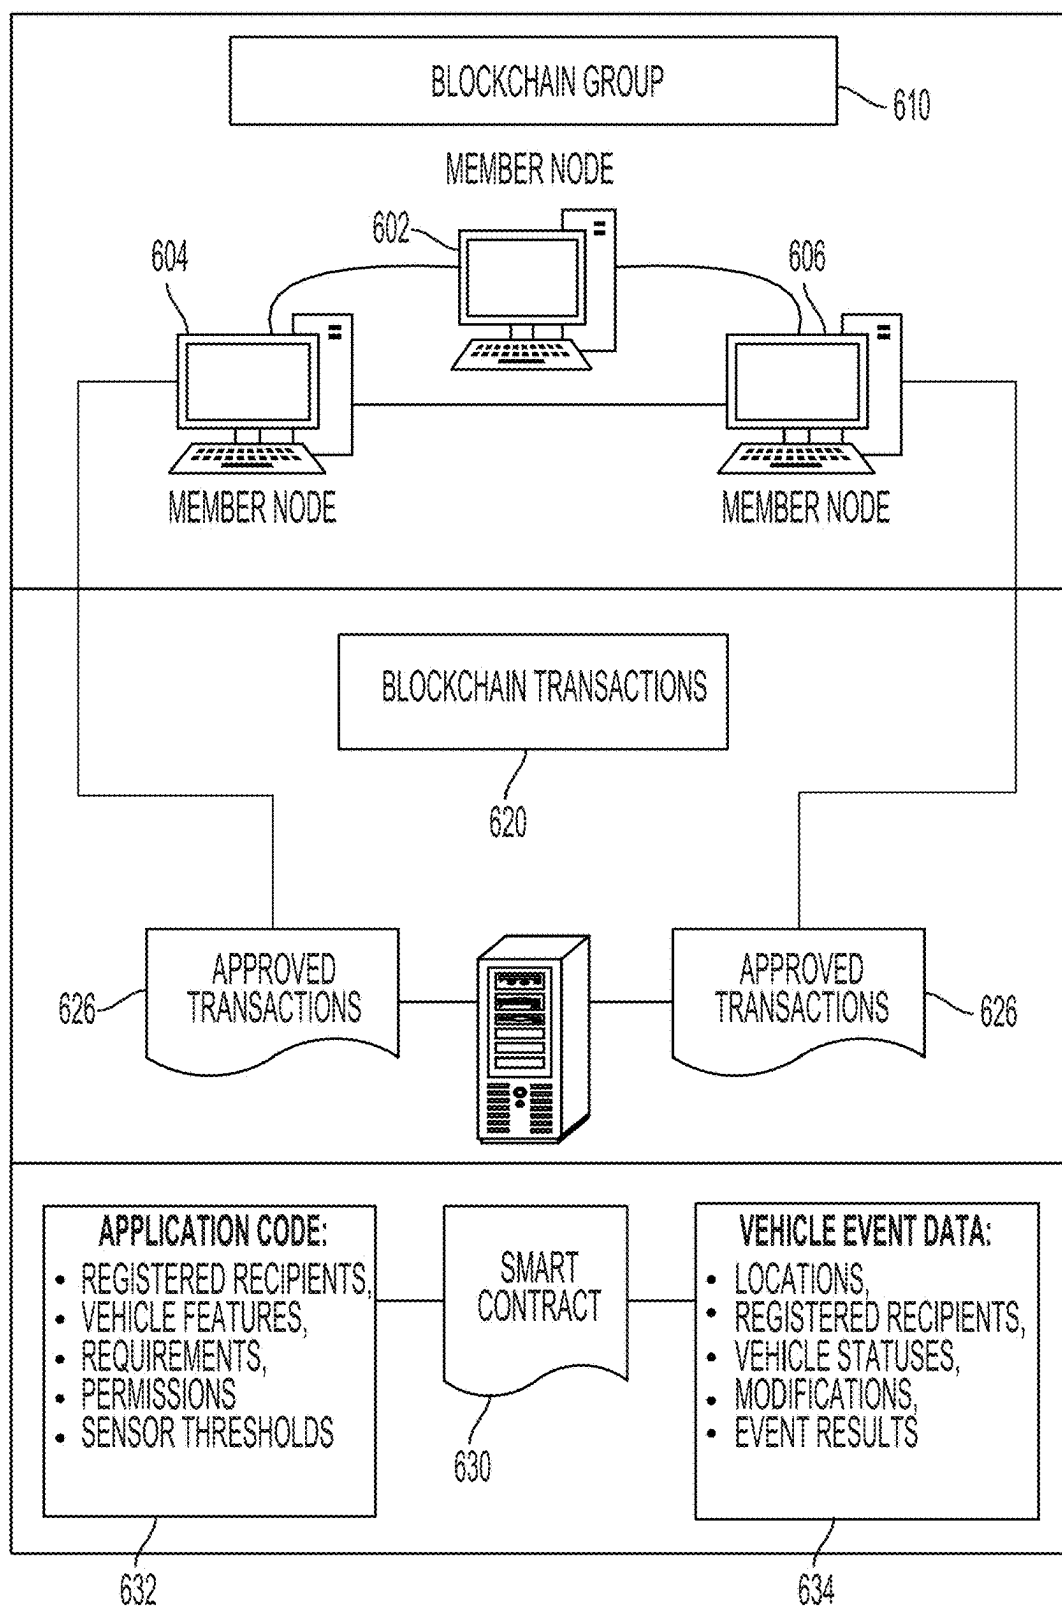 BLOCKCHAIN GROUP
610
MEMBER NODE
602
604
606
MEMBER NODE
MEMBER NODE
BLOCKCHAIN TRANSACTIONS
620
APPROVED
TRANSACTIONS
626
APPROVED
TRANSACTIONS
626
APPLICATION CODE:
• REGISTERED RECIPIENTS,
• VEHICLE FEATURES,
• REQUIREMENTS,
• PERMISSIONS
• SENSOR THRESHOLDS
632
SMART
CONTRACT
630
VEHICLE EVENT DATA:
• LOCATIONS,
• REGISTERED RECIPIENTS,
• VEHICLE STATUSES,
• MODIFICATIONS,
• EVENT RESULTS
634